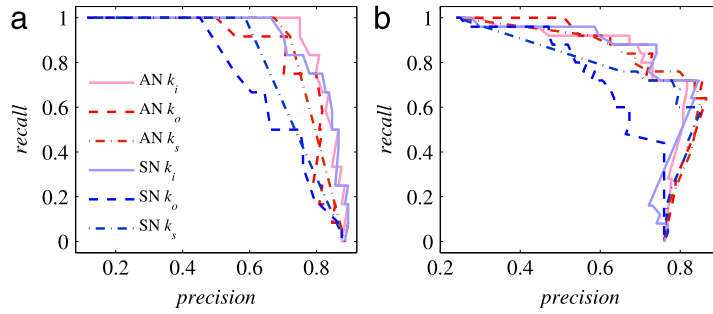 a
b
recall
1
0.8
0.6
0.4
0.2
0
AN k_i
AN k_o
AN k_s
SN k_i
SN k_o
SN k_s
0.2 0.4 0.6 0.8
precision
recall
1
0.8
0.6
0.4
0.2
0
0.2 0.4 0.6 0.8
precision